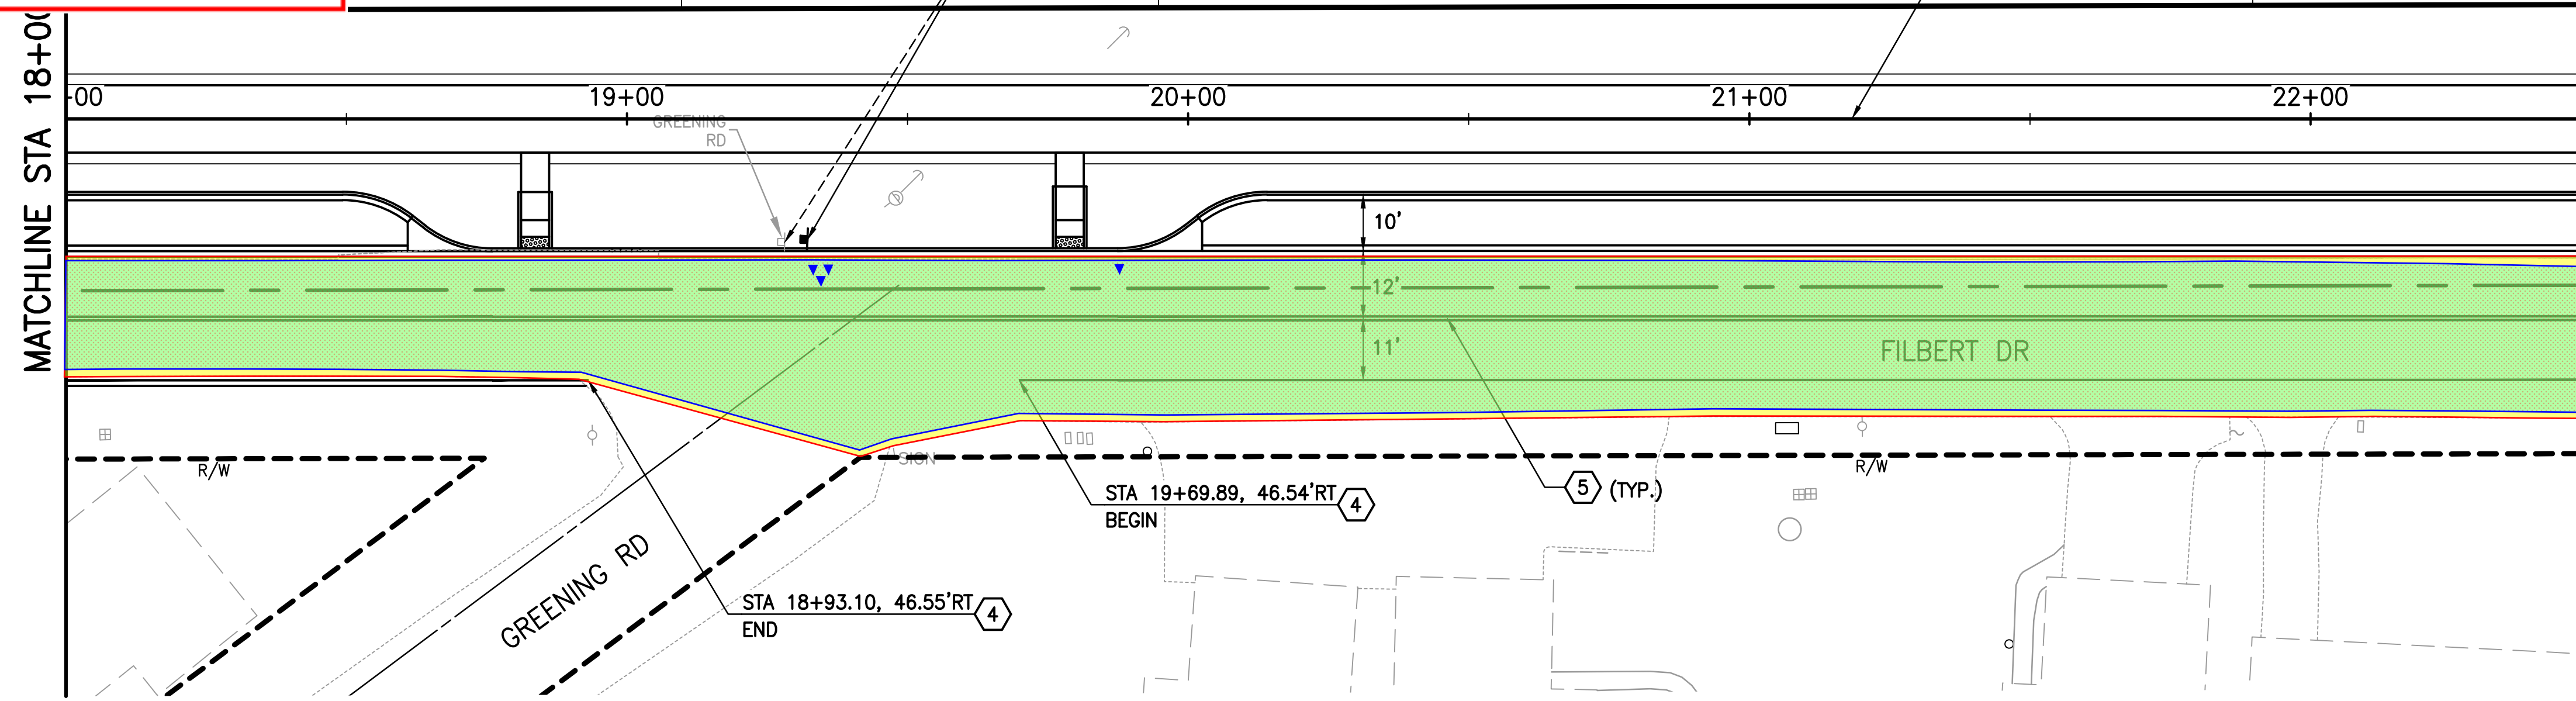 MATCHLINE STA 18+00
+00
19+00
20+00
21+00
22+00
GREENING
RD
10'
12'
11'
FILBERT DR
R/W
SIGN
R/W
STA 19+69.89, 46.54'RT
BEGIN
4
5
(TYP.)
GREENING RD
STA 18+93.10, 46.55'RT
END
4